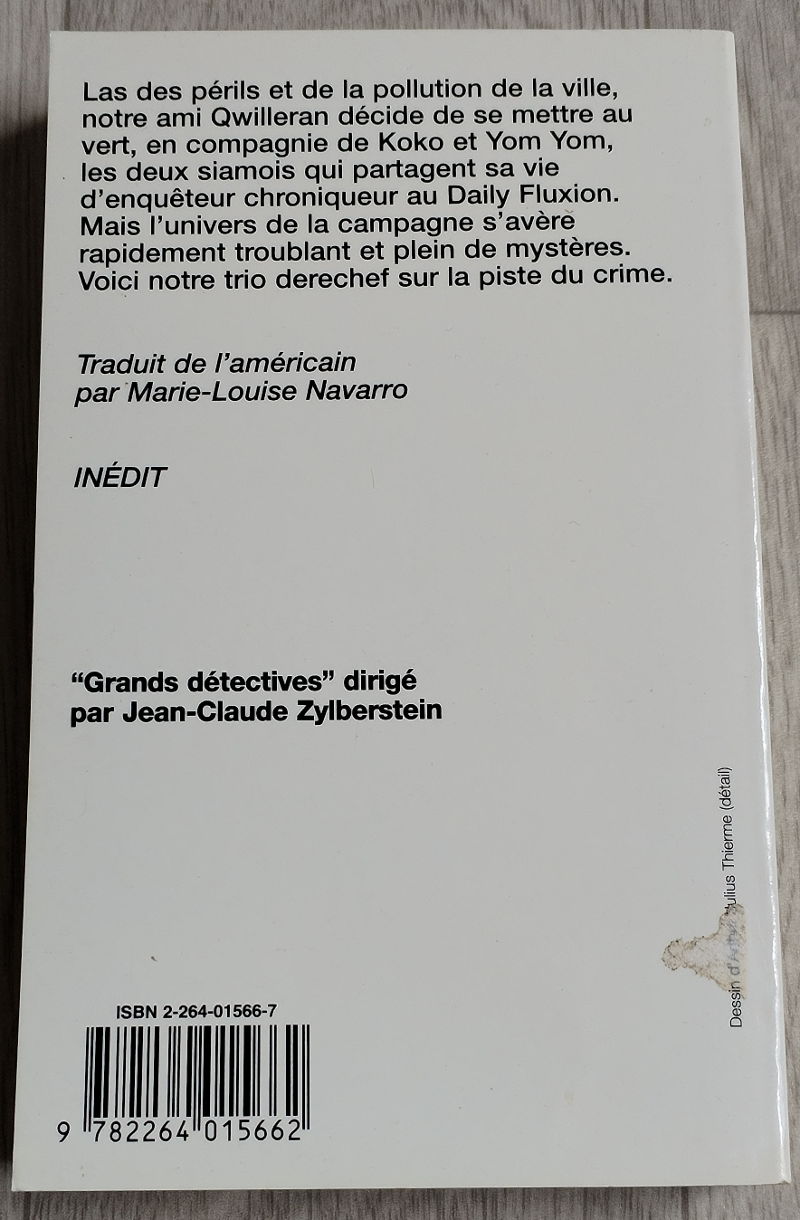 Las des périls et de la pollution de la ville,
notre ami Qwilleran décide de se mettre au
vert, en compagnie de Koko et Yom Yom,
les deux siamois qui partagent sa vie
d'enquêteur chroniqueur au Daily Fluxion.
Mais l'univers de la campagne s'avère
rapidement troublant et plein de mystères.
Voici notre trio derechef sur la piste du crime.
Traduit de l'américain
par Marie-Louise Navarro
INÉDIT
“Grands détectives” dirigé
par Jean-Claude Zylberstein
Dessin Thierme (détail)
ISBN 2-264-01566-7
9 782264 015662